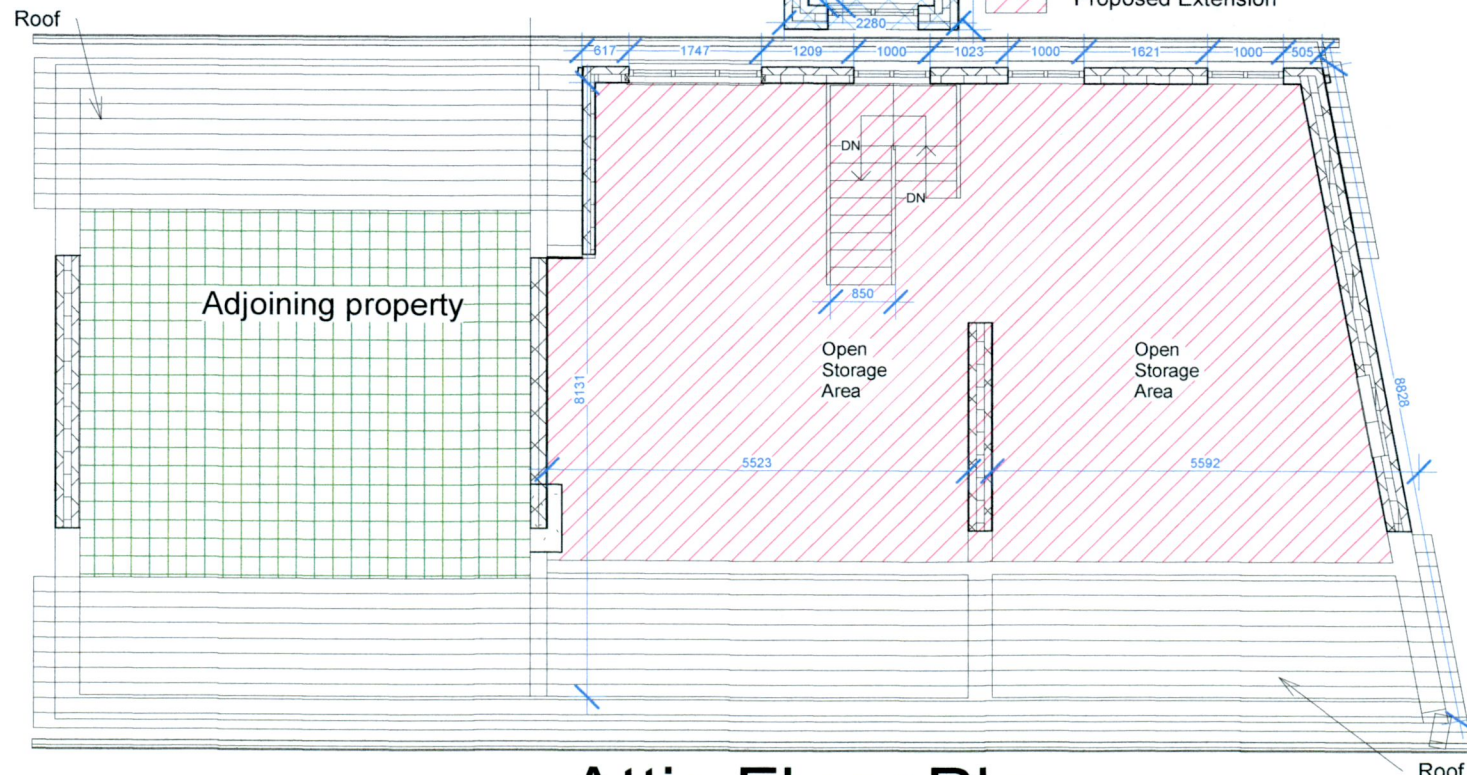 Roof
Proposed Extension
2280
617 1747 1209 1000 1023 1000 1621 1000 505
DN
DN
Adjoining property
850
Open
Storage
Area
Open
Storage
Area
8131
8828
5523
5592
Roof